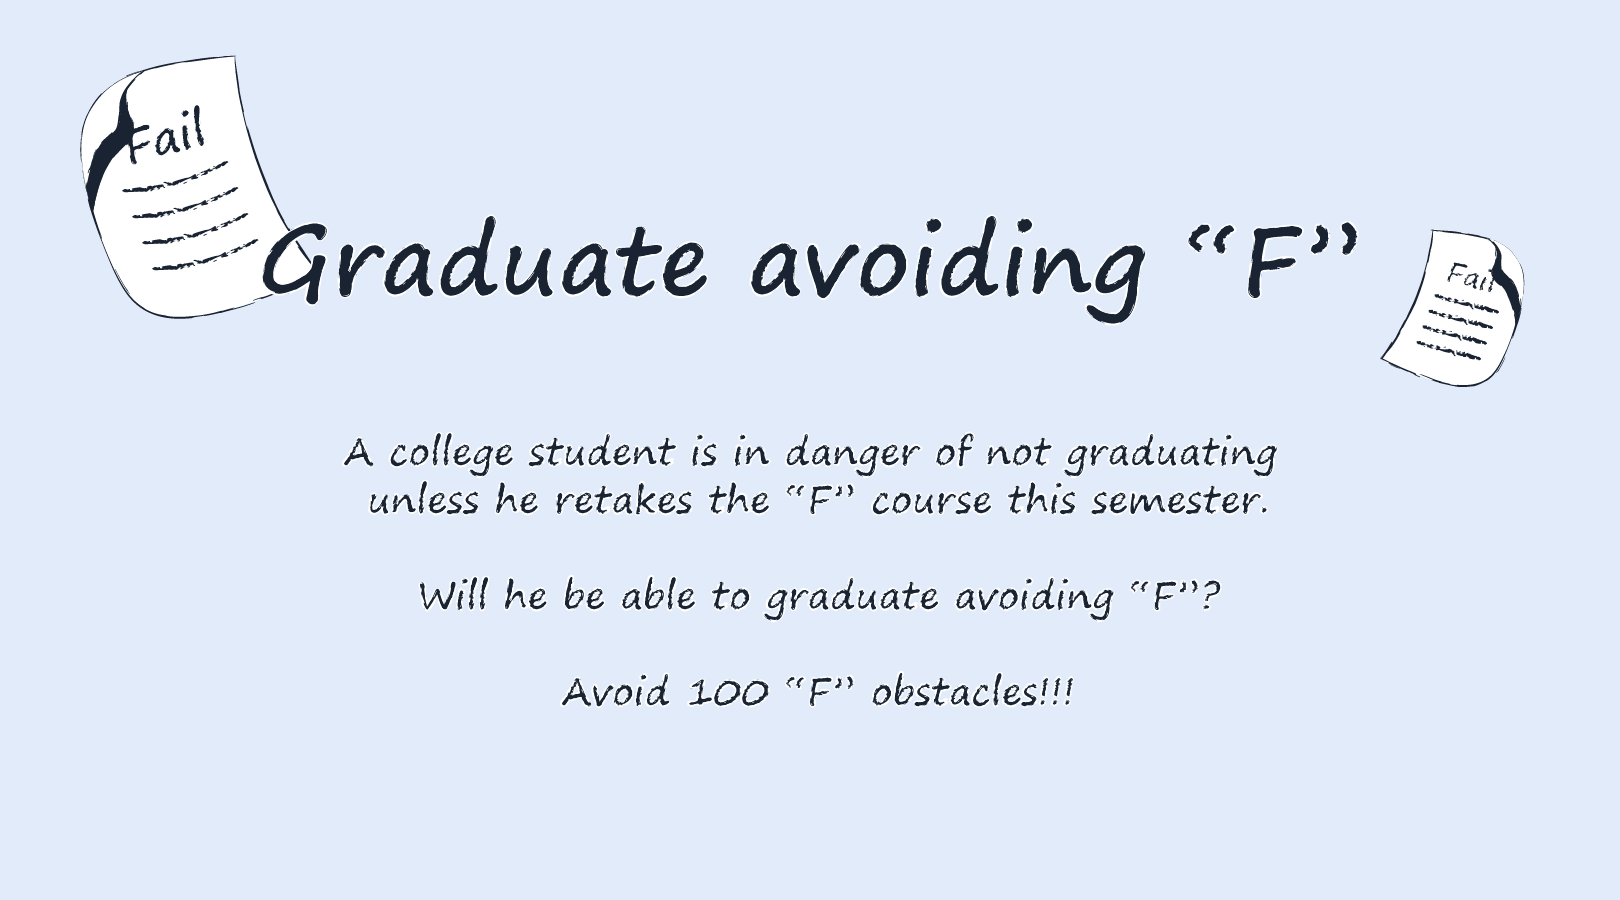 Fail
Graduate avoiding “F”
Fail
A college student is in danger of not graduating
unless he retakes the “F” course this semester.
Will he be able to graduate avoiding “F”?
Avoid 100 “F” obstacles!!!